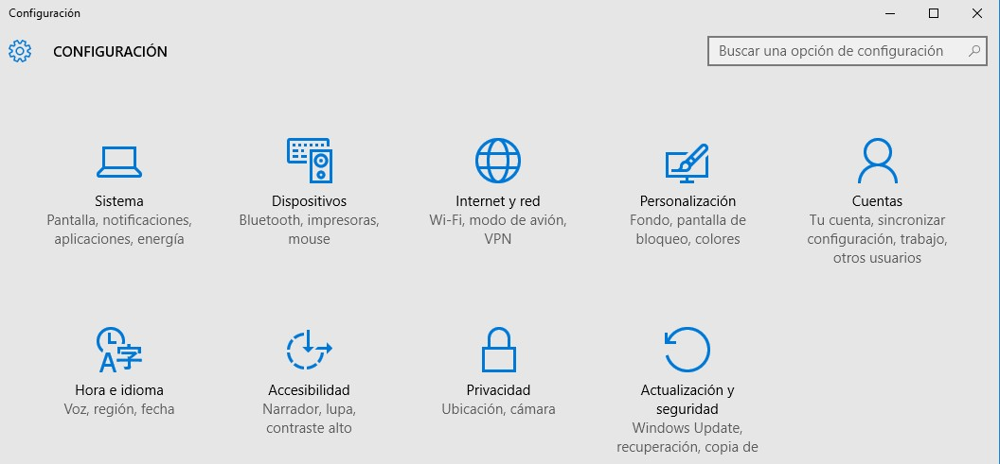 Configuración
CONFIGURACIÓN
Buscar una opción de configuración
Sistema
Pantalla, notificaciones,
aplicaciones, energía
Dispositivos
Bluetooth, impresoras,
mouse
Internet y red
Wi-Fi, modo de avión,
VPN
Personalización
Fondo, pantalla de
bloqueo, colores
Cuentas
Tu cuenta, sincronizar
configuración, trabajo,
otros usuarios
A字
Hora e idioma
Voz, región, fecha
Accesibilidad
Narrador, lupa,
contraste alto
Privacidad
Ubicación, cámara
Actualización y
seguridad
Windows Update,
recuperación, copia de